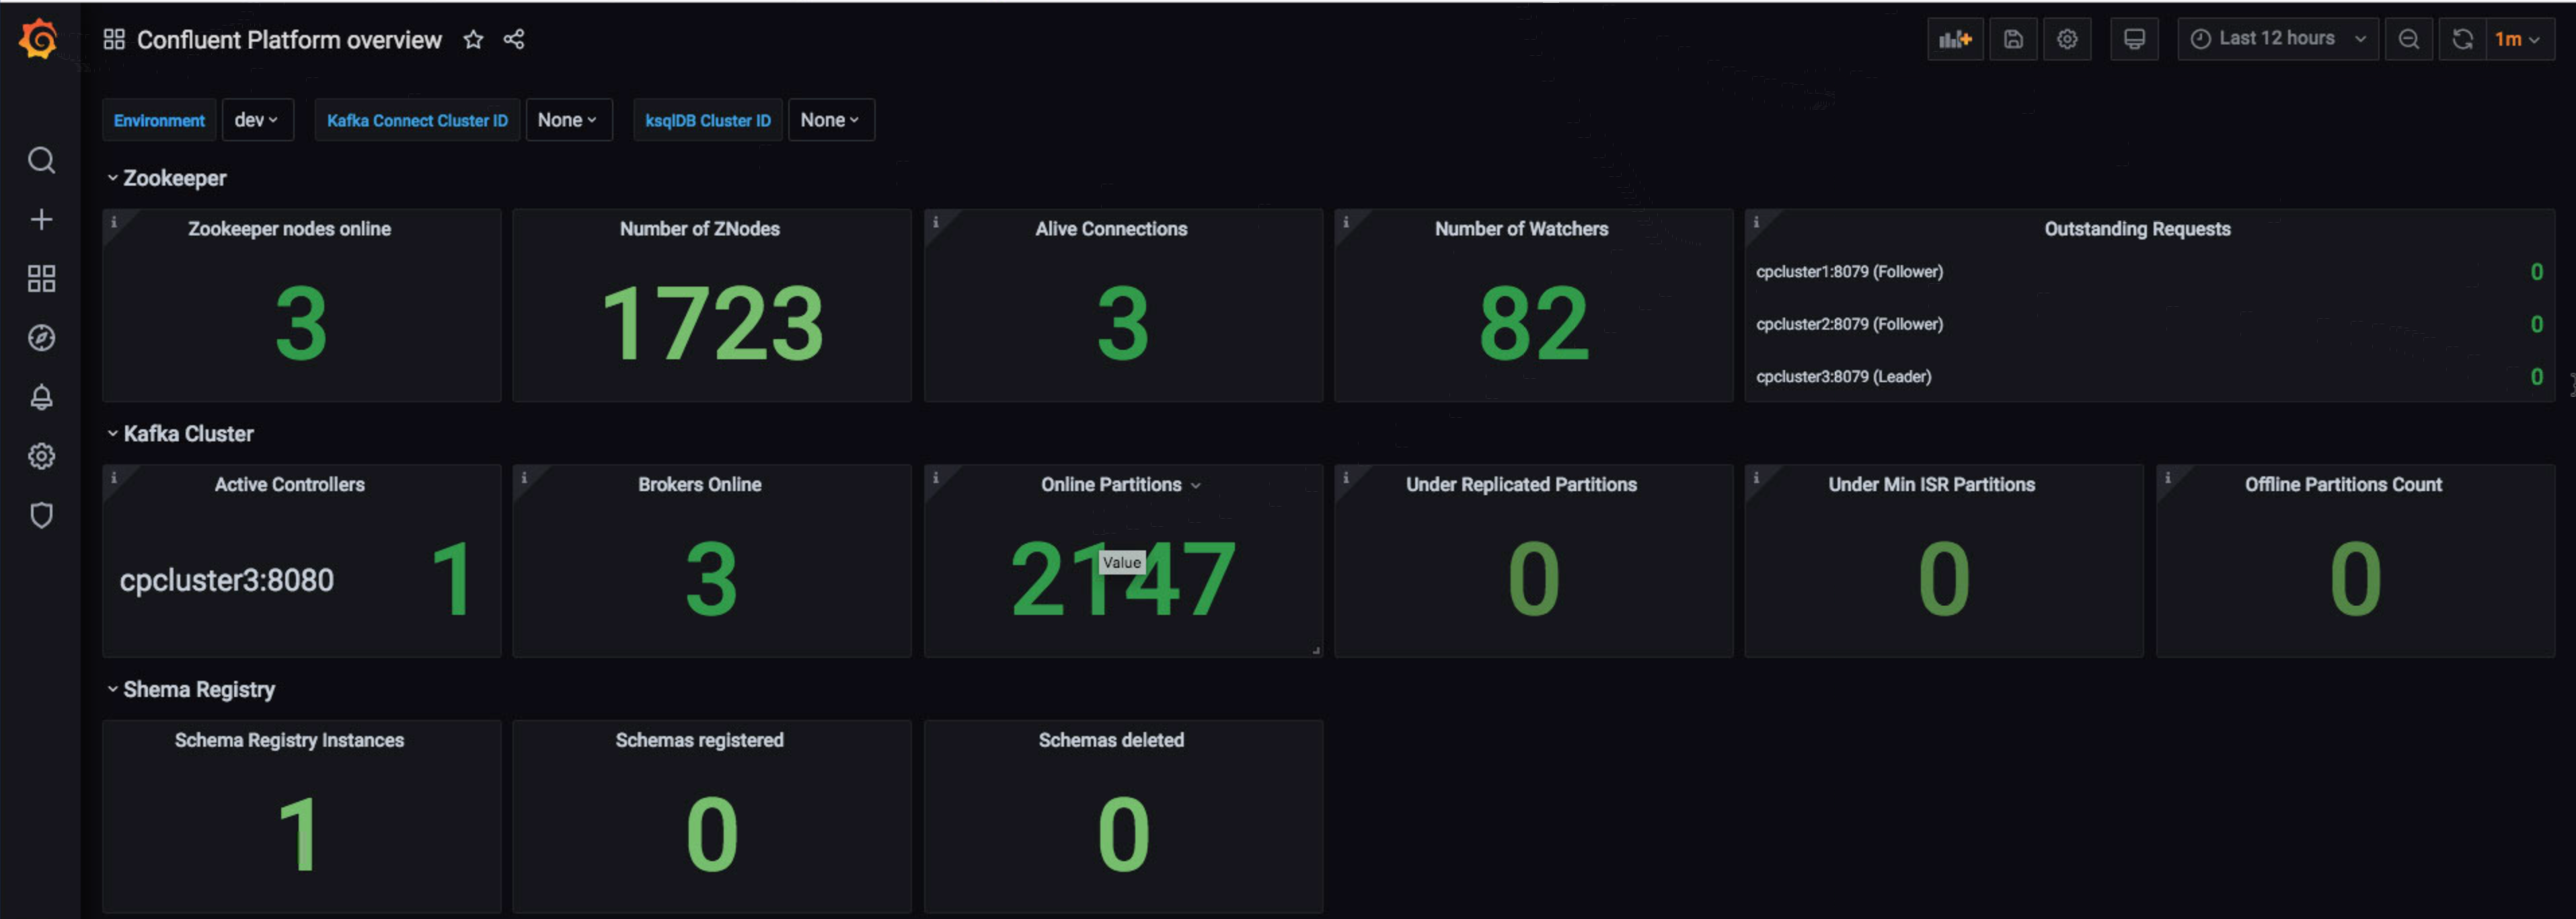 Confluent Platform overview
Last 12 hours
1m
Environment dev Kafka Connect Cluster ID None ksqlDB Cluster ID None
Zookeeper
Zookeeper nodes online
3
Number of ZNodes
1723
Alive Connections
3
Number of Watchers
82
Outstanding Requests
cpcluster1:8079 (Follower) 0
cpcluster2:8079 (Follower) 0
cpcluster3:8079 (Leader) 0
Kafka Cluster
Active Controllers
cpcluster3:8080 1
Brokers Online
3
Online Partitions
2147
Value
Under Replicated Partitions
0
Under Min ISR Partitions
0
Offline Partitions Count
0
Shema Registry
Schema Registry Instances
1
Schemas registered
0
Schemas deleted
0